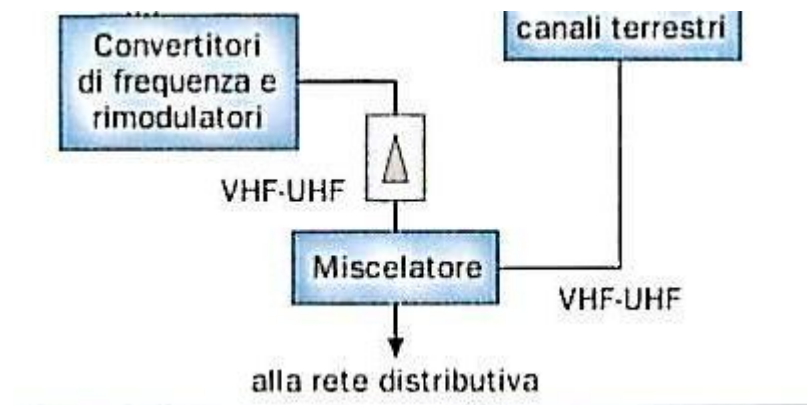 Convertitori
di frequenza e
rimodulatori
canali terrestri
VHF-UHF
Miscelatore
VHF-UHF
alla rete distributiva